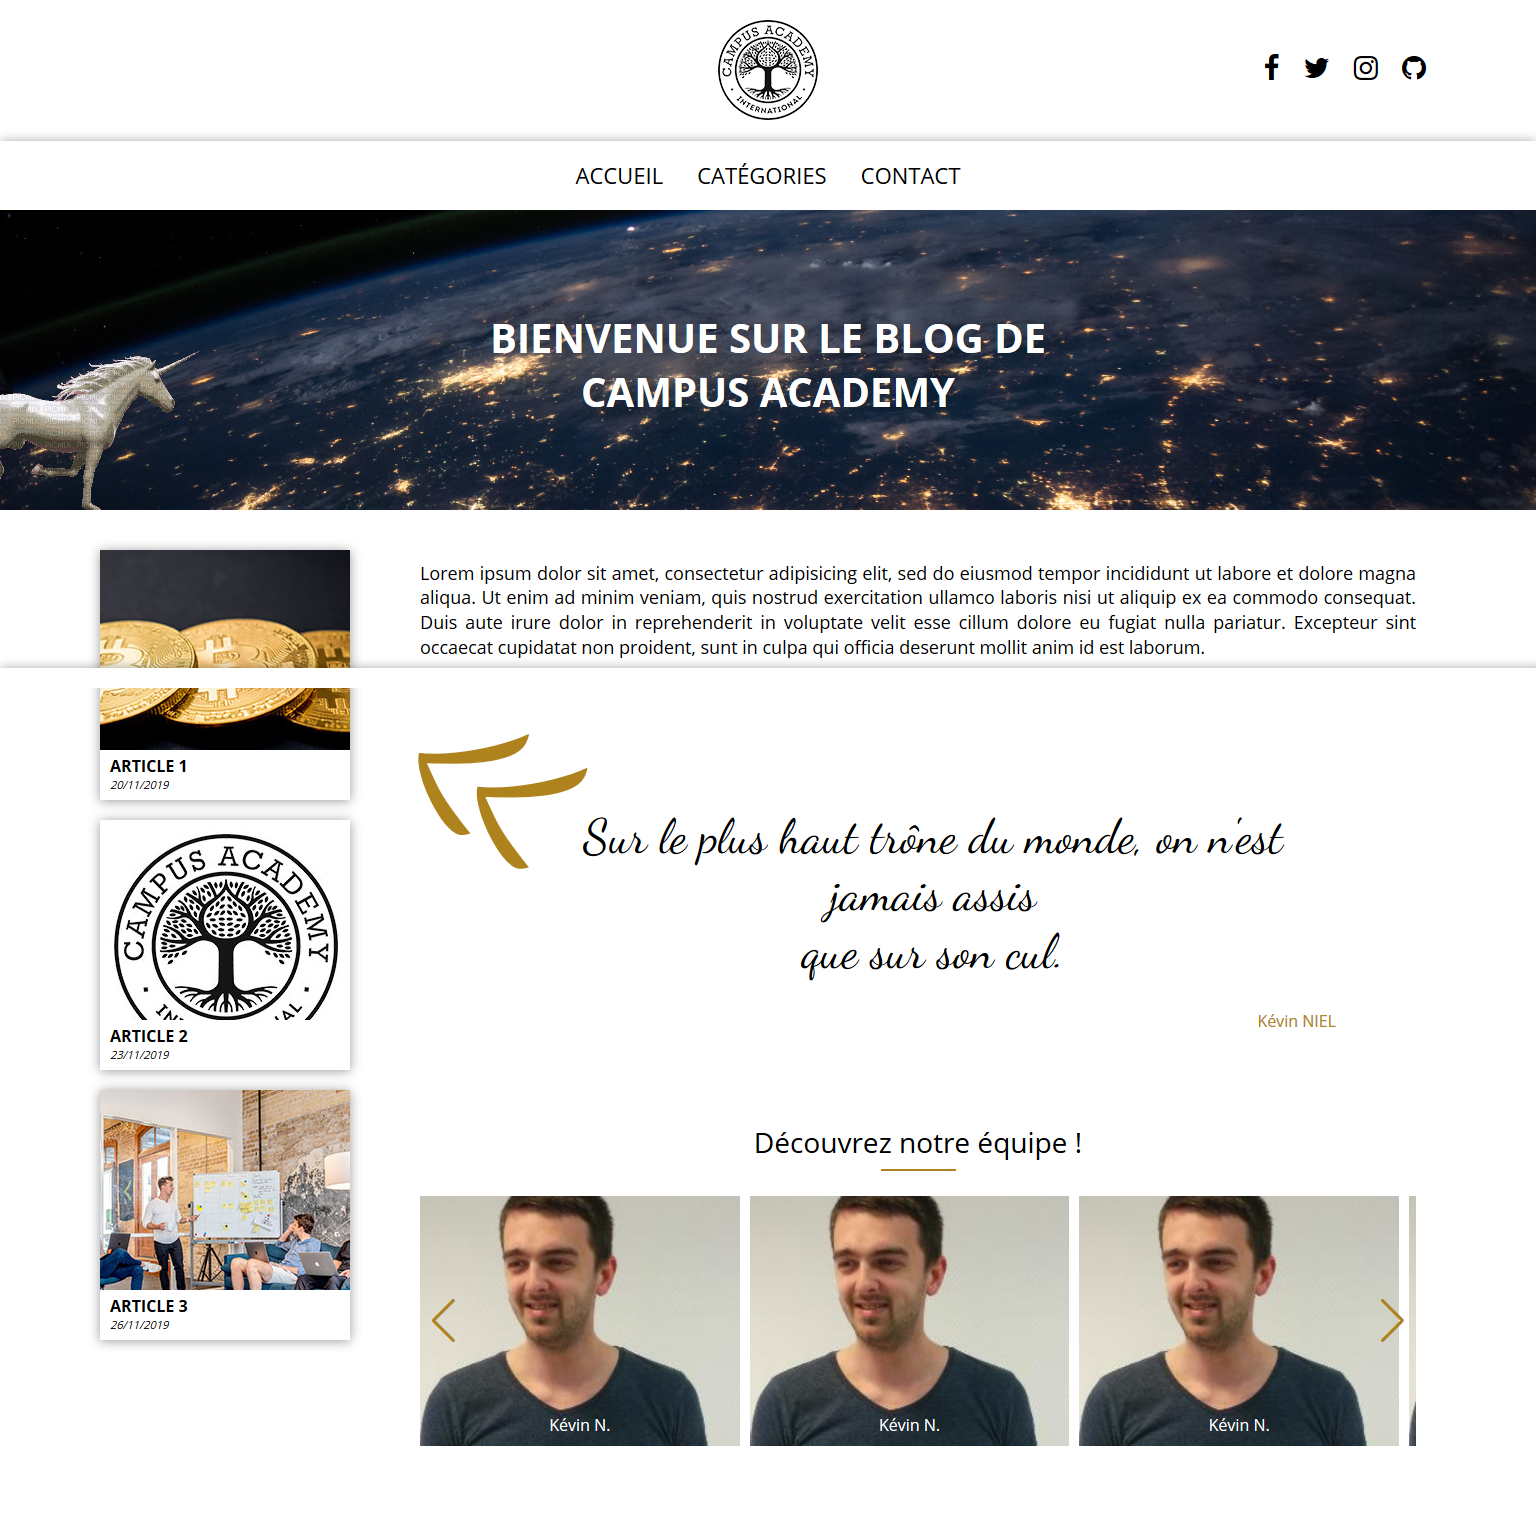 CAMPUS ACADEMY
· INTERNATIONAL ·
ACCUEIL CATÉGORIES CONTACT
BIENVENUE SUR LE BLOG DE
CAMPUS ACADEMY
Lorem ipsum dolor sit amet, consectetur adipisicing elit, sed do eiusmod tempor incididunt ut labore et dolore magna
aliqua. Ut enim ad minim veniam, quis nostrud exercitation ullamco laboris nisi ut aliquip ex ea commodo consequat.
Duis aute irure dolor in reprehenderit in voluptate velit esse cillum dolore eu fugiat nulla pariatur. Excepteur sint
occaecat cupidatat non proident, sunt in culpa qui officia deserunt mollit anim id est laborum.
ARTICLE 1
20/11/2019
CAMPUS ACADEMY
ARTICLE 2
23/11/2019
ARTICLE 3
26/11/2019
Sur le plus haut trône du monde, on n'est
jamais assis
que sur son cul.
Kévin NIEL
Découvrez notre équipe !
Kévin N.
Kévin N.
Kévin N.